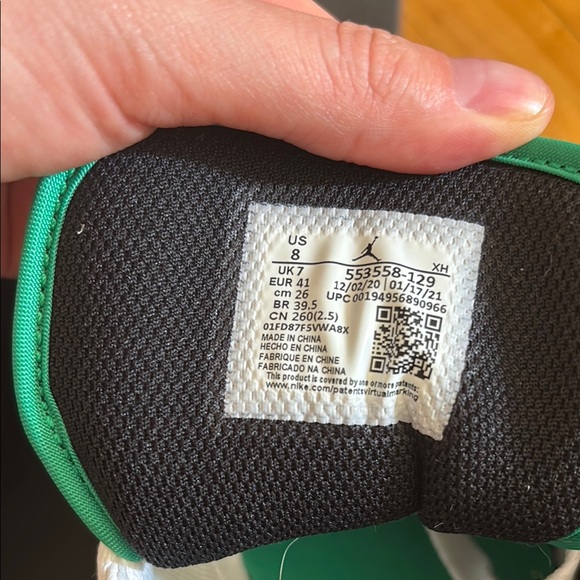 US
8
XH
UK 7
EUR 41
cm 26
BR 39.5
CN 260(2.5)
553558-129
12/02/20 | 01/17/21
UPC 00194956890966
01FD87F5VWA8X
MADE IN CHINA
HECHO EN CHINA
FABRIQUE EN CHINE
FABRICADO NA CHINA
This product is covered by one or more patents:
www.nike.com/patentsvirtualmarking